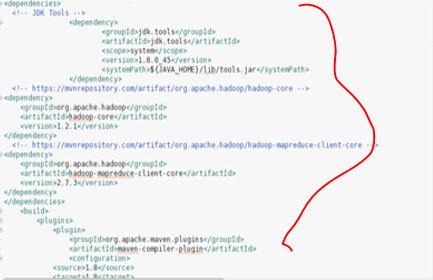 <dependencies>
<!-- JDK Tools -->
<dependency>
<groupId>jdk.tools</groupId>
<artifactId>jdk.tools</artifactId>
<scope>system</scope>
<version>1.8.0_45</version>
<systemPath>${JAVA_HOME}/lib/tools.jar</systemPath>
</dependency>
<!-- https://mvnrepository.com/artifact/org.apache.hadoop/hadoop-core -->
<dependency>
<groupId>org.apache.hadoop</groupId>
<artifactId>hadoop-core</artifactId>
<version>1.2.1</version>
</dependency>
<!-- https://mvnrepository.com/artifact/org.apache.hadoop/hadoop-mapreduce-client-core -->
<dependency>
<groupId>org.apache.hadoop</groupId>
<artifactId>hadoop-mapreduce-client-core</artifactId>
<version>2.7.3</version>
</dependency>
</dependencies>
<build>
<plugins>
<plugin>
<groupId>org.apache.maven.plugins</groupId>
<artifactId>maven-compiler-plugin</artifactId>
<configuration>
<source>1.8</source>
<target>1.8</target>